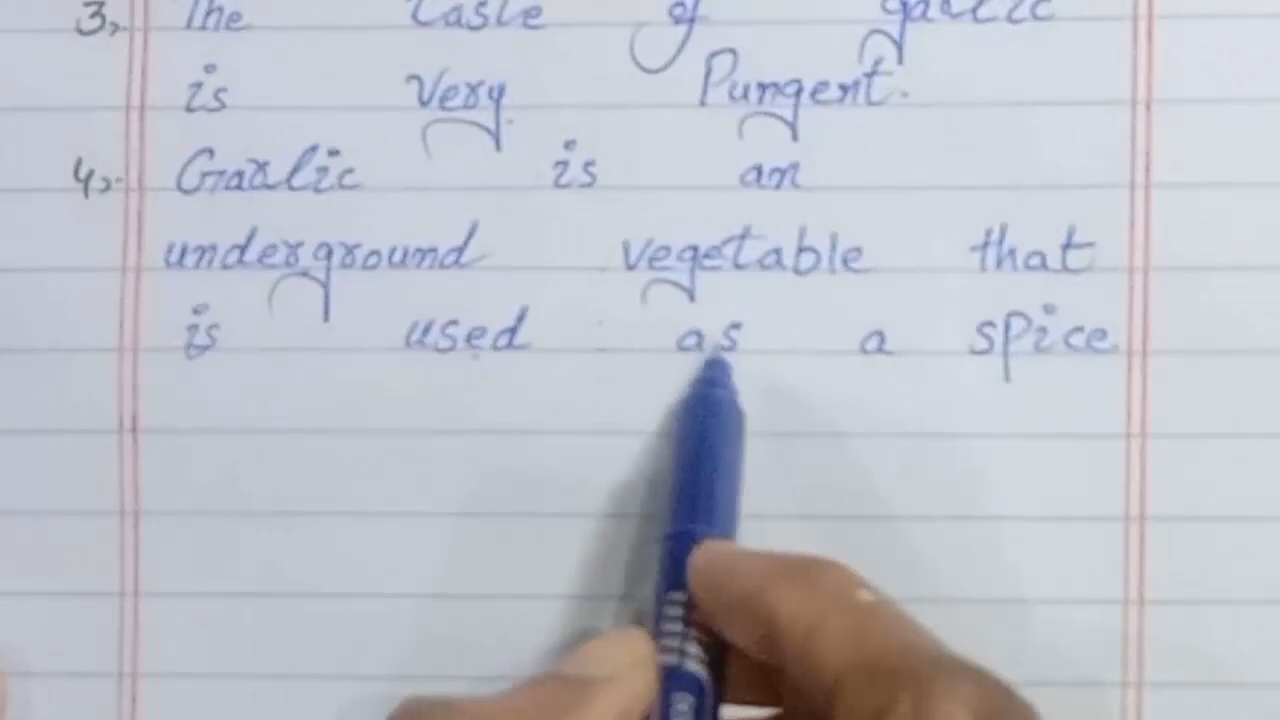 3, The taste of garlic
is very Pungent.
4, Garlic is an
underground vegetable that
is used as a spice